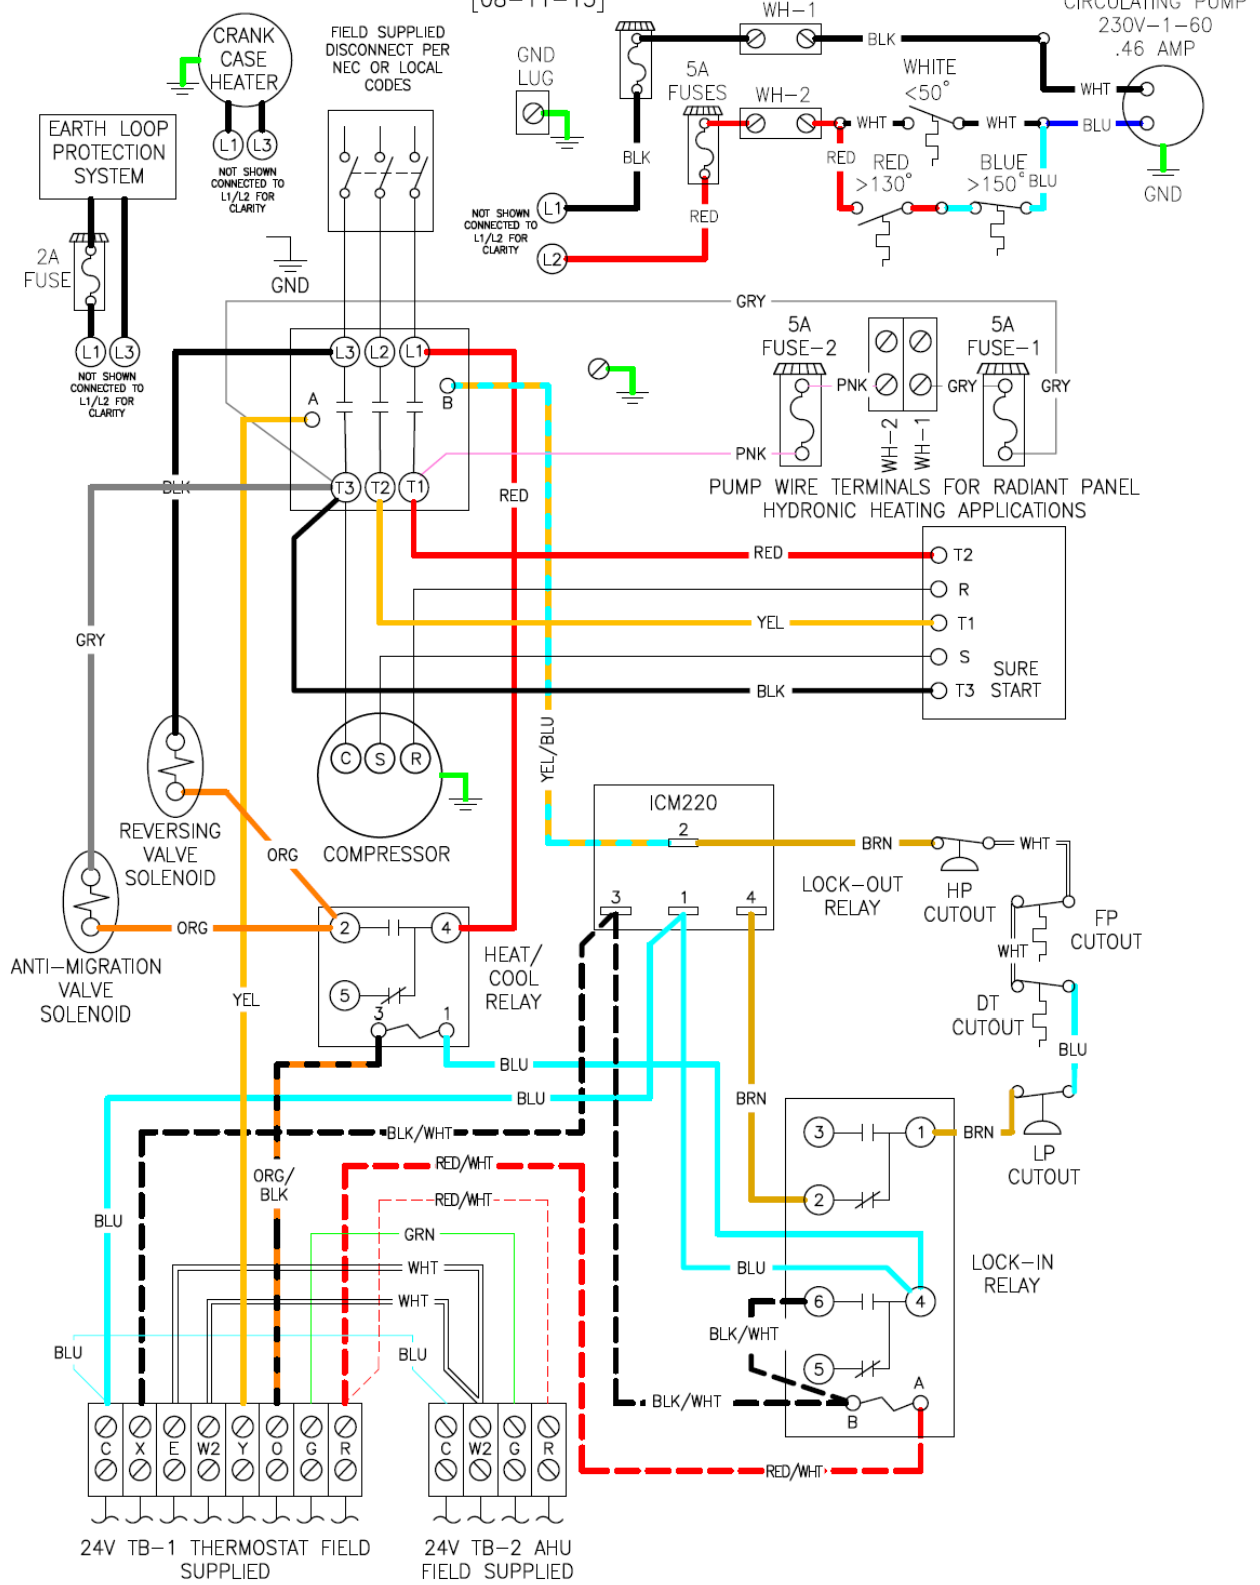 [08-11-15]
CRANK
CASE
HEATER
L1
L3
NOT SHOWN
CONNECTED TO
L1/L2 FOR
CLARITY
FIELD SUPPLIED
DISCONNECT PER
NEC OR LOCAL
CODES
GND
LUG
WH-1
BLK
CIRCULATING PUMP
230V-1-60
.46 AMP
5A
FUSES
WH-2
WHITE
<50°
WHT
WHT
WHT
BLU
BLK
RED
RED
>130°
BLUE
>150°
BLU
GND
L1
RED
NOT SHOWN
CONNECTED TO
L1/L2 FOR
CLARITY
L2
EARTH LOOP
PROTECTION
SYSTEM
2A
FUSE
L1
L3
NOT SHOWN
CONNECTED TO
L1/L2 FOR
CLARITY
GND
GRY
L3
L2
L1
A
B
T3
T2
T1
5A
FUSE-2
5A
FUSE-1
PNK
GRY
GRY
WH-2
WH-1
PNK
PUMP WIRE TERMINALS FOR RADIANT PANEL
HYDRONIC HEATING APPLICATIONS
BLK
RED
RED
T2
R
YEL
T1
S
BLK
T3
SURE
START
GRY
YEL/BLU
C
S
R
COMPRESSOR
REVERSING
VALVE
SOLENOID
ORG
ORG
ANTI-MIGRATION
VALVE
SOLENOID
ICM220
2
3
1
4
BRN
LOCK-OUT
RELAY
HP
CUTOUT
WHT
FP
CUTOUT
WHT
DT
CUTOUT
BLU
LP
CUTOUT
BRN
2
4
5
3
1
HEAT/
COOL
RELAY
YEL
BLU
BLU
BRN
BLK/WHT
RED/WHT
RED/WHT
ORG/
BLK
BLU
GRN
WHT
WHT
BLU
BLU
3
1
2
6
4
5
A
B
LOCK-IN
RELAY
BLU
BLK/WHT
BLK/WHT
RED/WHT
C
X
E
W2
Y
O
G
R
C
W2
G
R
24V TB-1 THERMOSTAT FIELD
SUPPLIED
24V TB-2 AHU
FIELD SUPPLIED